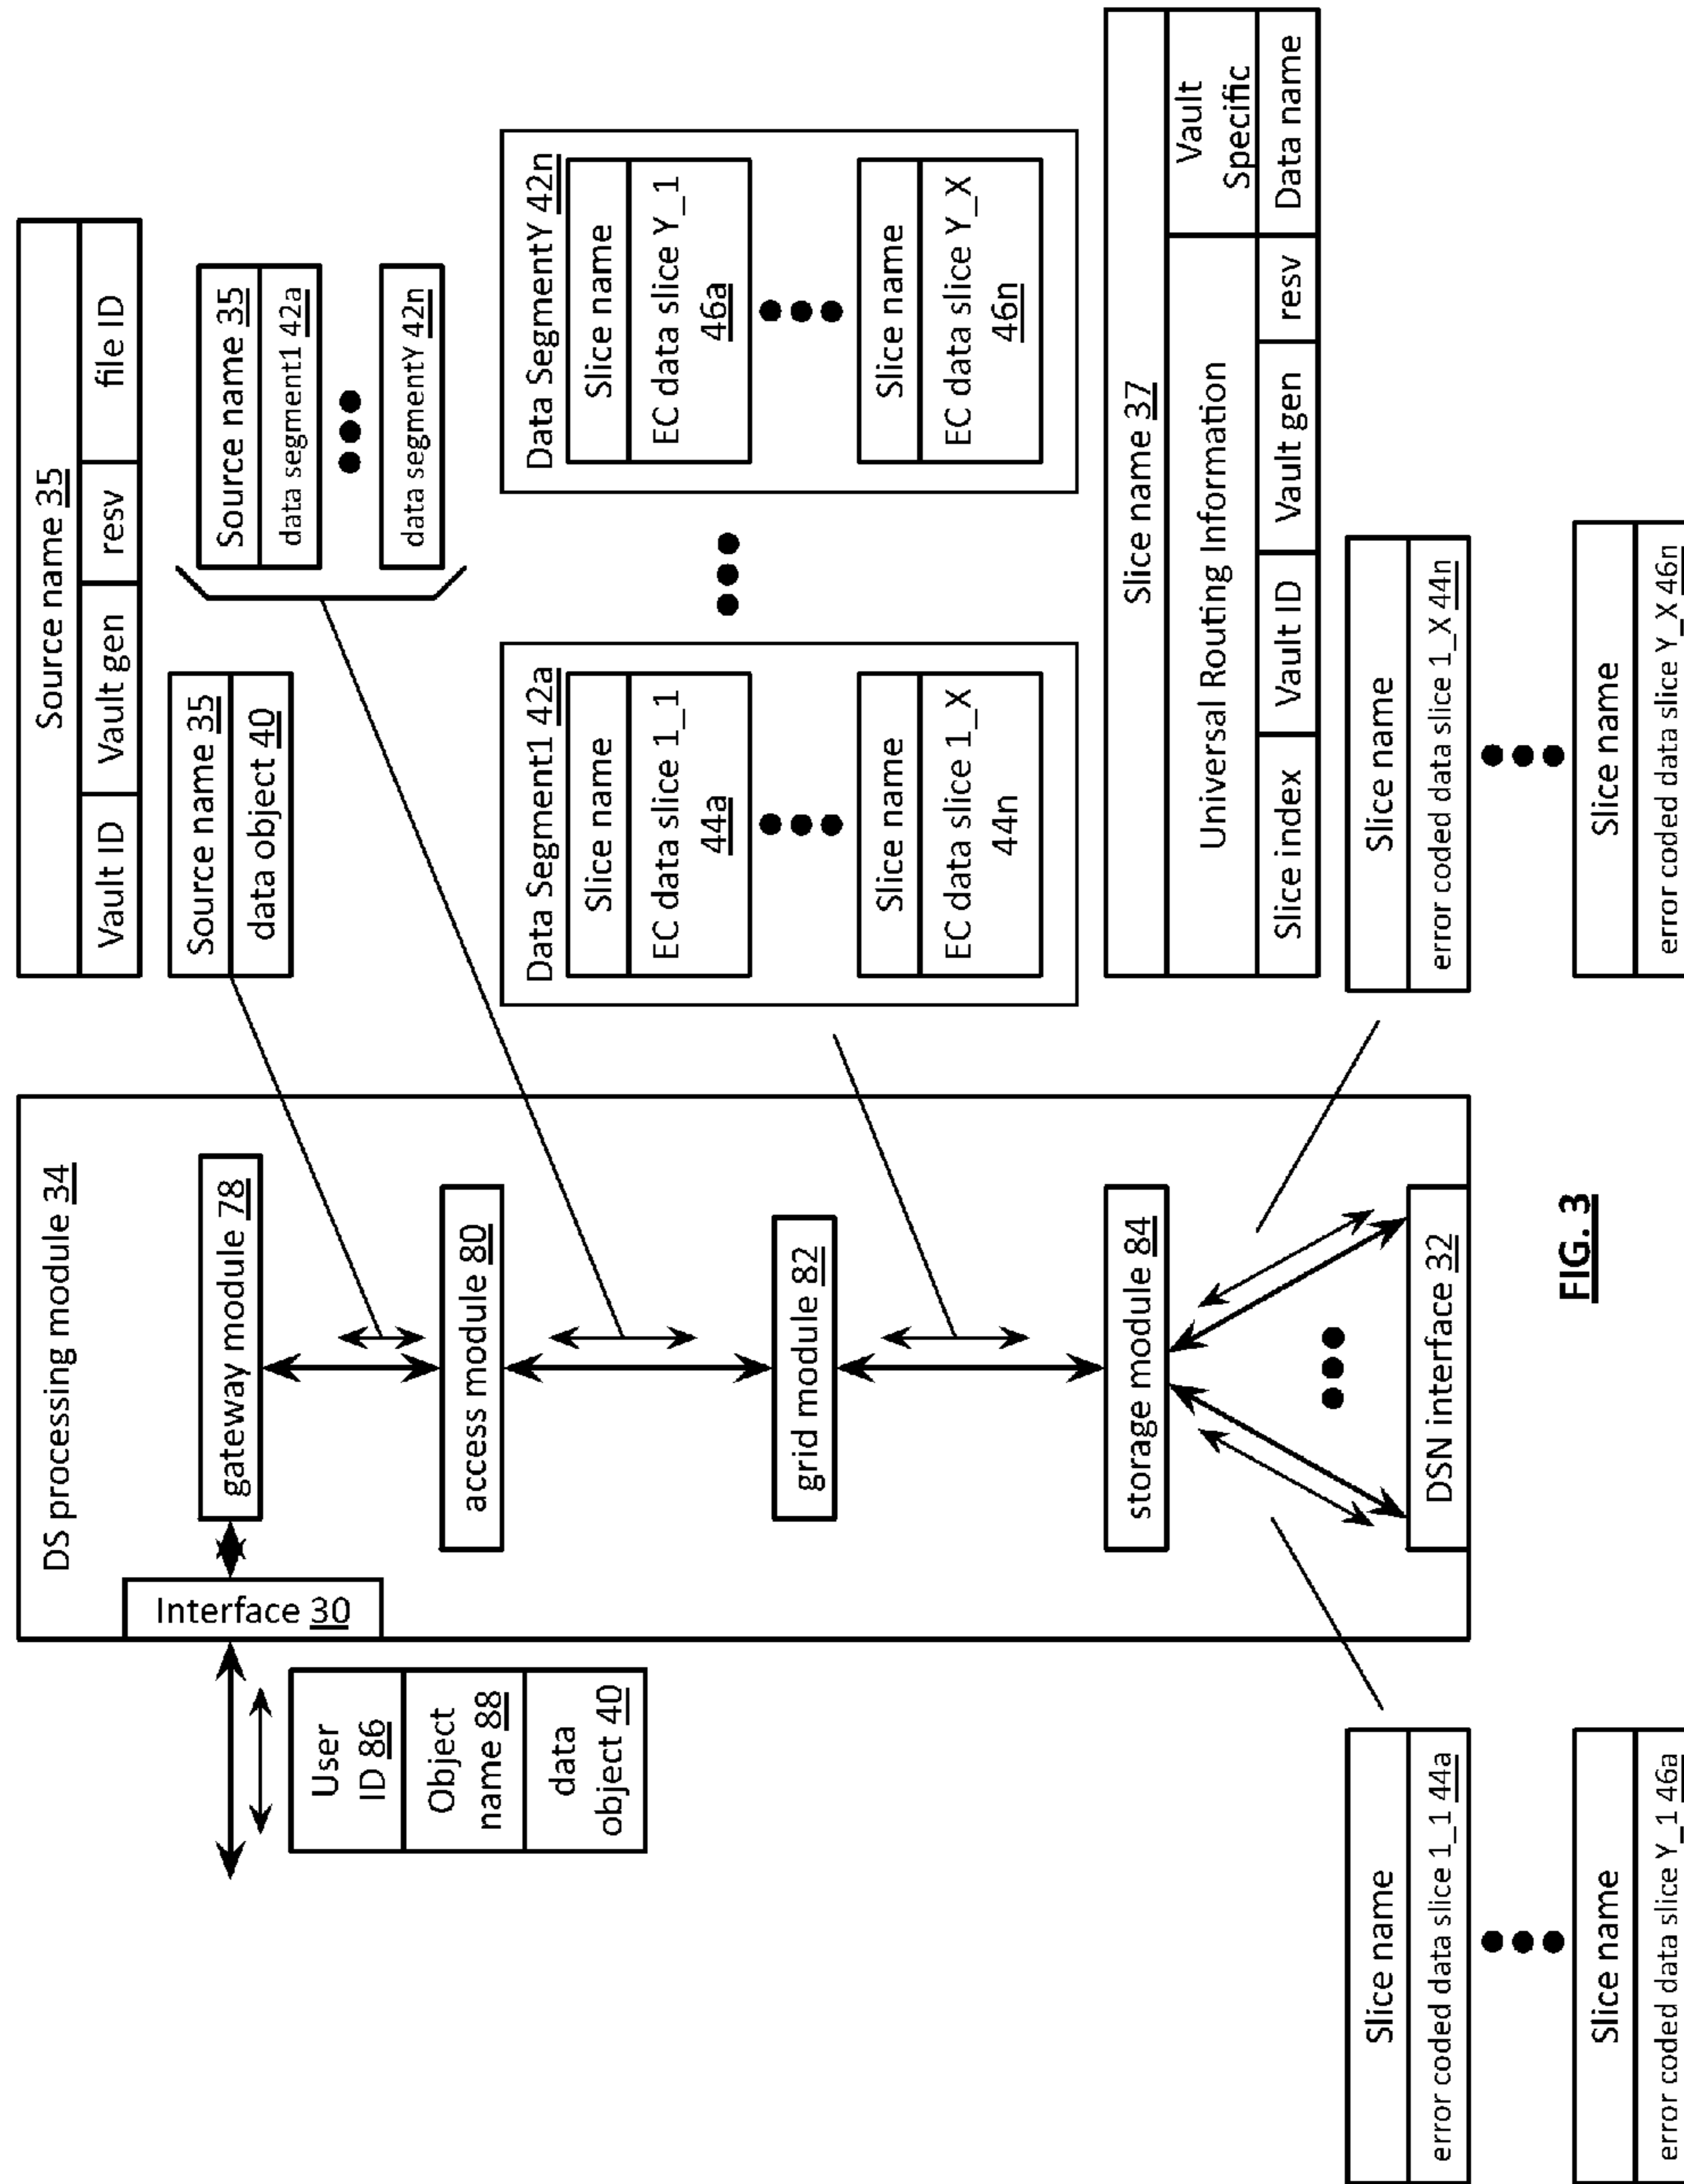 DS processing module 34
Interface 30
gateway module 78
access module 80
grid module 82
storage module 84
DSN interface 32
User
ID 86
Object
name 88
data
object 40
Source name 35
Vault ID
Vault gen
resv
file ID
Source name 35
data object 40
Source name 35
data segment1 42a
data segmentY 42n
Data Segment1 42a
Slice name
EC data slice 1_1
44a
Slice name
EC data slice 1_X
44n
Data SegmentY 42n
Slice name
EC data slice Y_1
46a
Slice name
EC data slice Y_X
46n
Slice name 37
Universal Routing Information
Vault
Specific
Slice index
Vault ID
Vault gen
resv
Data name
Slice name
error coded data slice 1_1 44a
Slice name
error coded data slice Y_1 46a
Slice name
error coded data slice 1_X 44n
Slice name
error coded data slice Y_X 46n
FIG. 3